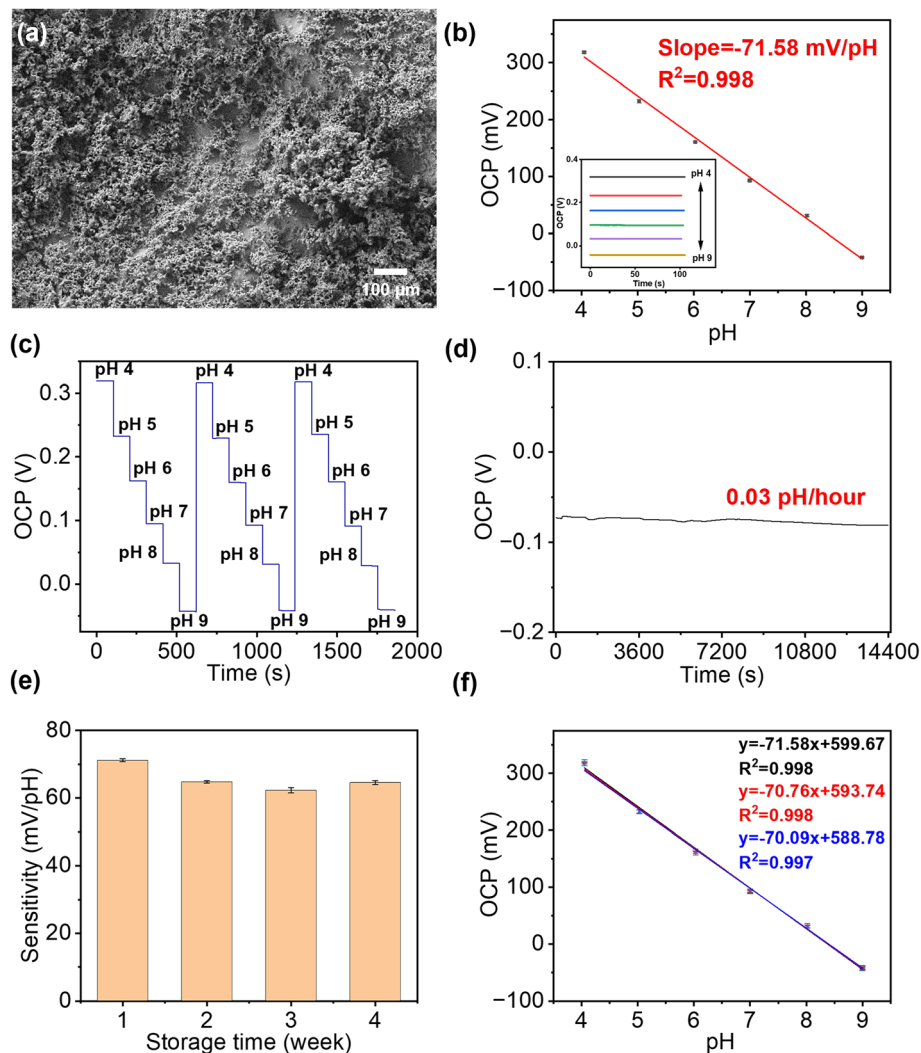 (a)
100 µm
(b)
Slope=-71.58 mV/pH
R²=0.998
OCP (mV)
300
200
100
0
−100
4 5 6 7 8 9
pH
OCP (V)
0.4
0.2
0.0
pH 4
pH 9
0 50 100
Time (s)
(c)
OCP (V)
0.3
0.2
0.1
0.0
pH 4 pH 4 pH 4
pH 5 pH 5 pH 5
pH 6 pH 6 pH 6
pH 7 pH 7 pH 7
pH 8 pH 8 pH 8
pH 9 pH 9 pH 9
0 500 1000 1500 2000
Time (s)
(d)
OCP (V)
0.1
0.0
−0.1
−0.2
0.03 pH/hour
0 3600 7200 10800 14400
Time (s)
(e)
Sensitivity (mV/pH)
80
60
40
20
0
1 2 3 4
Storage time (week)
(f)
OCP (mV)
300
200
100
0
−100
y=-71.58x+599.67
R²=0.998
y=-70.76x+593.74
R²=0.998
y=-70.09x+588.78
R²=0.997
4 5 6 7 8 9
pH